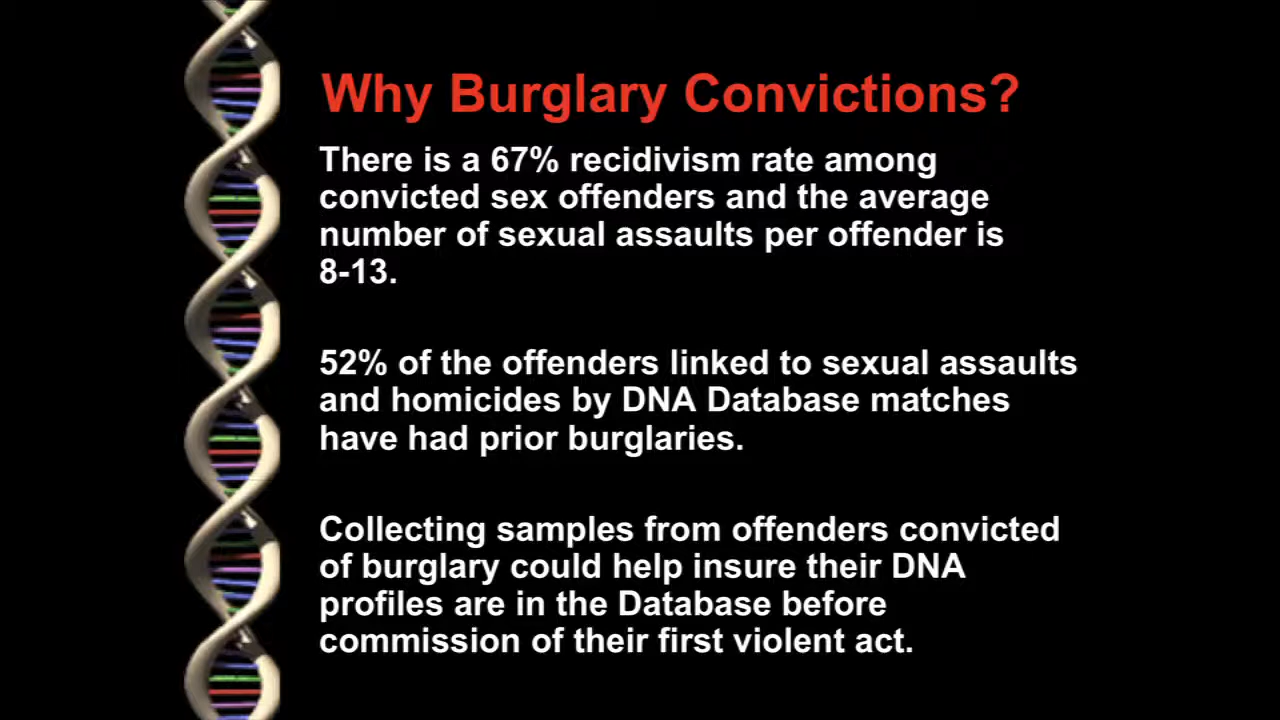 Why Burglary Convictions?
There is a 67% recidivism rate among
convicted sex offenders and the average
number of sexual assaults per offender is
8-13.
52% of the offenders linked to sexual assaults
and homicides by DNA Database matches
have had prior burglaries.
Collecting samples from offenders convicted
of burglary could help insure their DNA
profiles are in the Database before
commission of their first violent act.